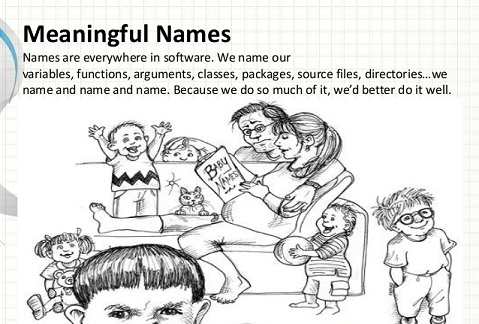 Meaningful Names
Names are everywhere in software. We name our
variables, functions, arguments, classes, packages, source files, directories…we
name and name and name. Because we do so much of it, we’d better do it well.
BABY
NAMES